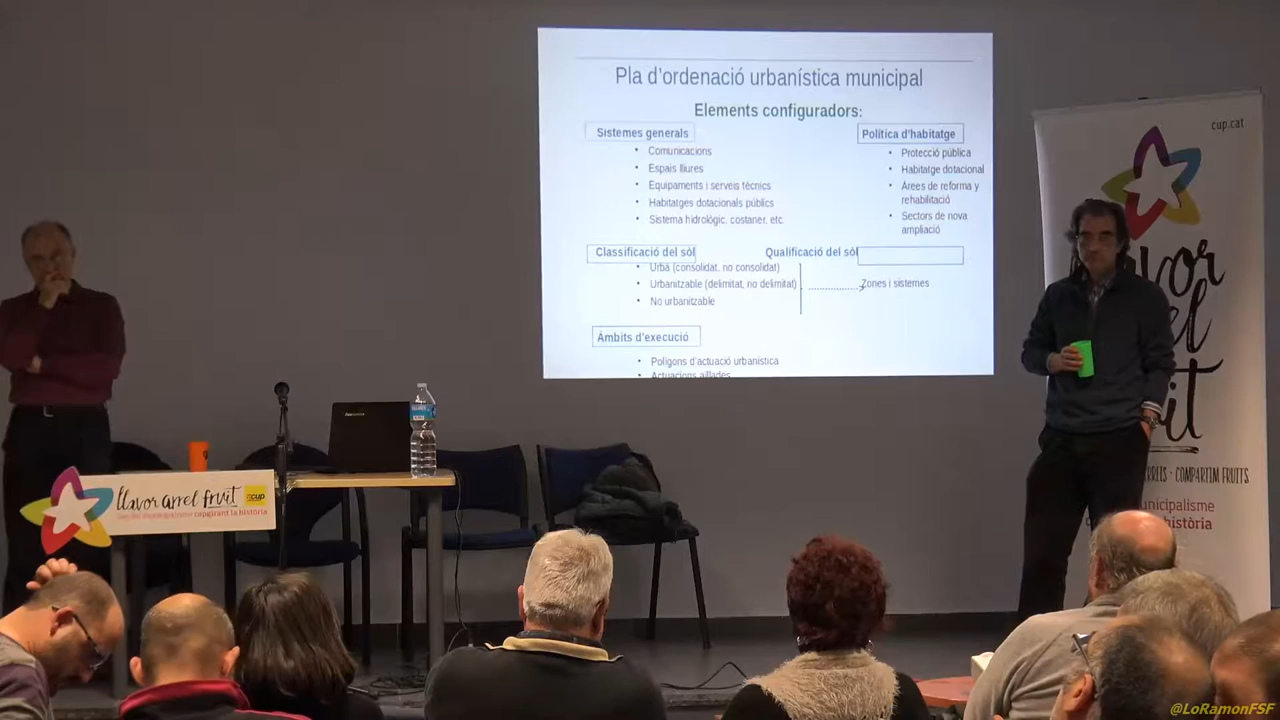 Pla d'ordenació urbanística municipal
Elements configuradors:
Sistemes generals
• Comunicacions
• Espais lliures
• Equipaments i serveis tècnics
• Habitatges dotacionals públics
• Sistema hidrològic, costaner, etc
Política d'habitatge
• Protecció pública
• Habitatge dotacional
• Àrees de reforma y
rehabilitació
• Sectors de nova
ampliació
Classificació del sòl
• Urbà (consolidat, no consolidat)
• Urbanitzable (delimitat, no delimitat)
• No urbanitzable
Qualificació del sòl
Zones i sistemes
Àmbits d'execució
• Polígons d'actuació urbanística
• Actuacions aïllades
cup.cat
COMPARTIM FRUITS
història
llavor arrel fruit
cup
capgirant la història
@LoRamonFSF